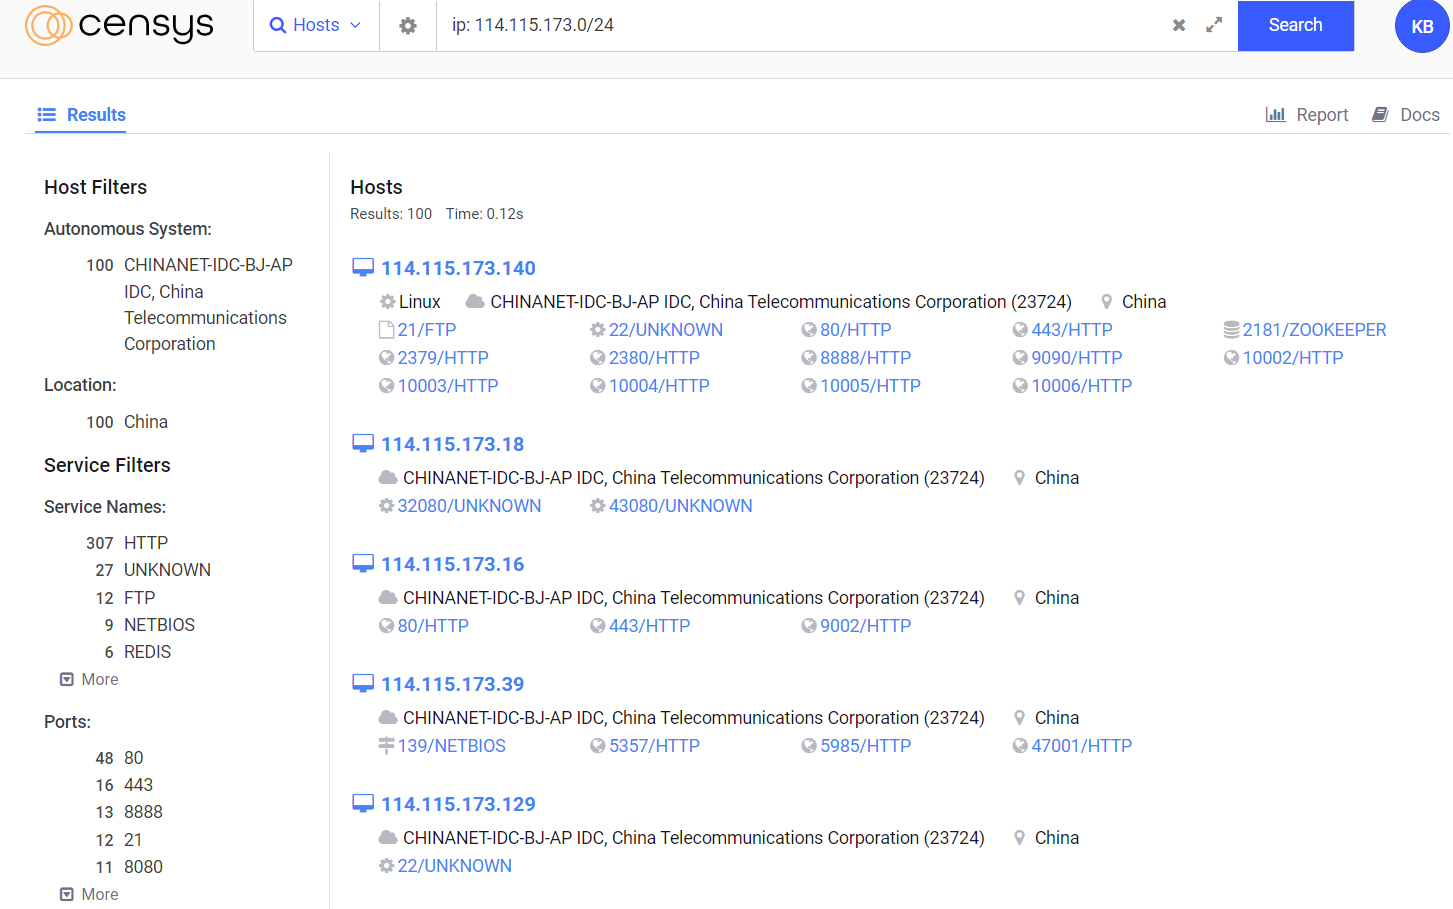 censys
Hosts
ip: 114.115.173.0/24
Search
KB
Results
Report
Docs
Host Filters
Autonomous System:
100 CHINANET-IDC-BJ-AP
IDC, China
Telecommunications
Corporation
Location:
100 China
Service Filters
Service Names:
307 HTTP
27 UNKNOWN
12 FTP
9 NETBIOS
6 REDIS
More
Ports:
48 80
16 443
13 8888
12 21
11 8080
More
Hosts
Results: 100 Time: 0.12s
114.115.173.140
Linux CHINANET-IDC-BJ-AP IDC, China Telecommunications Corporation (23724) China
21/FTP 22/UNKNOWN 80/HTTP 443/HTTP 2181/ZOOKEEPER
2379/HTTP 2380/HTTP 8888/HTTP 9090/HTTP 10002/HTTP
10003/HTTP 10004/HTTP 10005/HTTP 10006/HTTP
114.115.173.18
CHINANET-IDC-BJ-AP IDC, China Telecommunications Corporation (23724) China
32080/UNKNOWN 43080/UNKNOWN
114.115.173.16
CHINANET-IDC-BJ-AP IDC, China Telecommunications Corporation (23724) China
80/HTTP 443/HTTP 9002/HTTP
114.115.173.39
CHINANET-IDC-BJ-AP IDC, China Telecommunications Corporation (23724) China
139/NETBIOS 5357/HTTP 5985/HTTP 47001/HTTP
114.115.173.129
CHINANET-IDC-BJ-AP IDC, China Telecommunications Corporation (23724) China
22/UNKNOWN